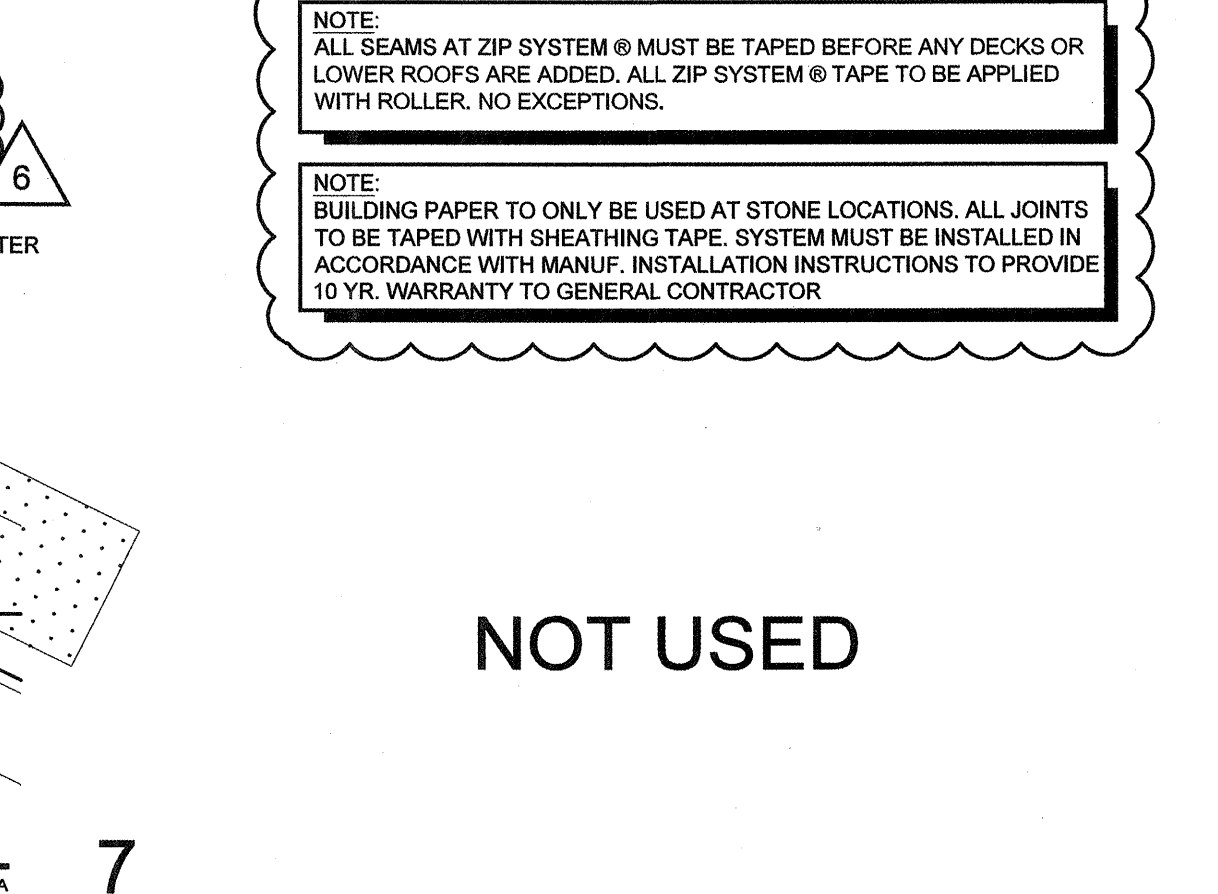 NOTE:
ALL SEAMS AT ZIP SYSTEM ® MUST BE TAPED BEFORE ANY DECKS OR
LOWER ROOFS ARE ADDED. ALL ZIP SYSTEM ® TAPE TO BE APPLIED
WITH ROLLER. NO EXCEPTIONS.
6
NOTE:
BUILDING PAPER TO ONLY BE USED AT STONE LOCATIONS. ALL JOINTS
TO BE TAPED WITH SHEATHING TAPE. SYSTEM MUST BE INSTALLED IN
ACCORDANCE WITH MANUF. INSTALLATION INSTRUCTIONS TO PROVIDE
10 YR. WARRANTY TO GENERAL CONTRACTOR
TER
NOT USED
7
A